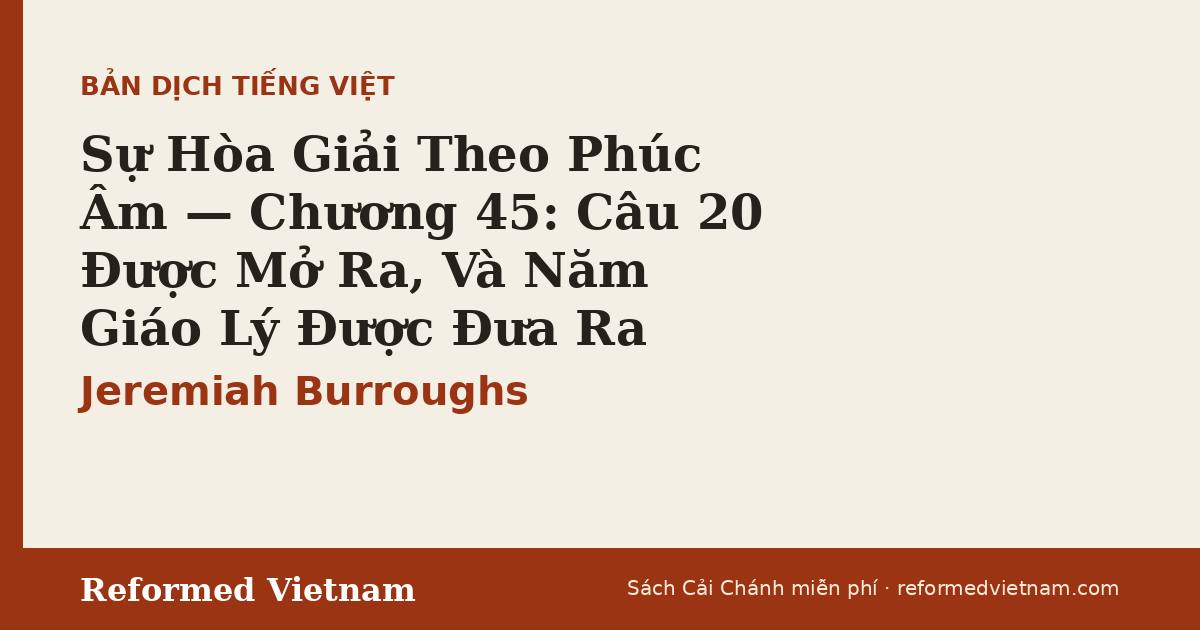 BẢN DỊCH TIẾNG VIỆT
Sự Hòa Giải Theo Phúc
Âm — Chương 45: Câu 20
Được Mở Ra, Và Năm
Giáo Lý Được Đưa Ra
Jeremiah Burroughs
Reformed Vietnam
Sách Cải Chánh miễn phí · reformedvietnam.com